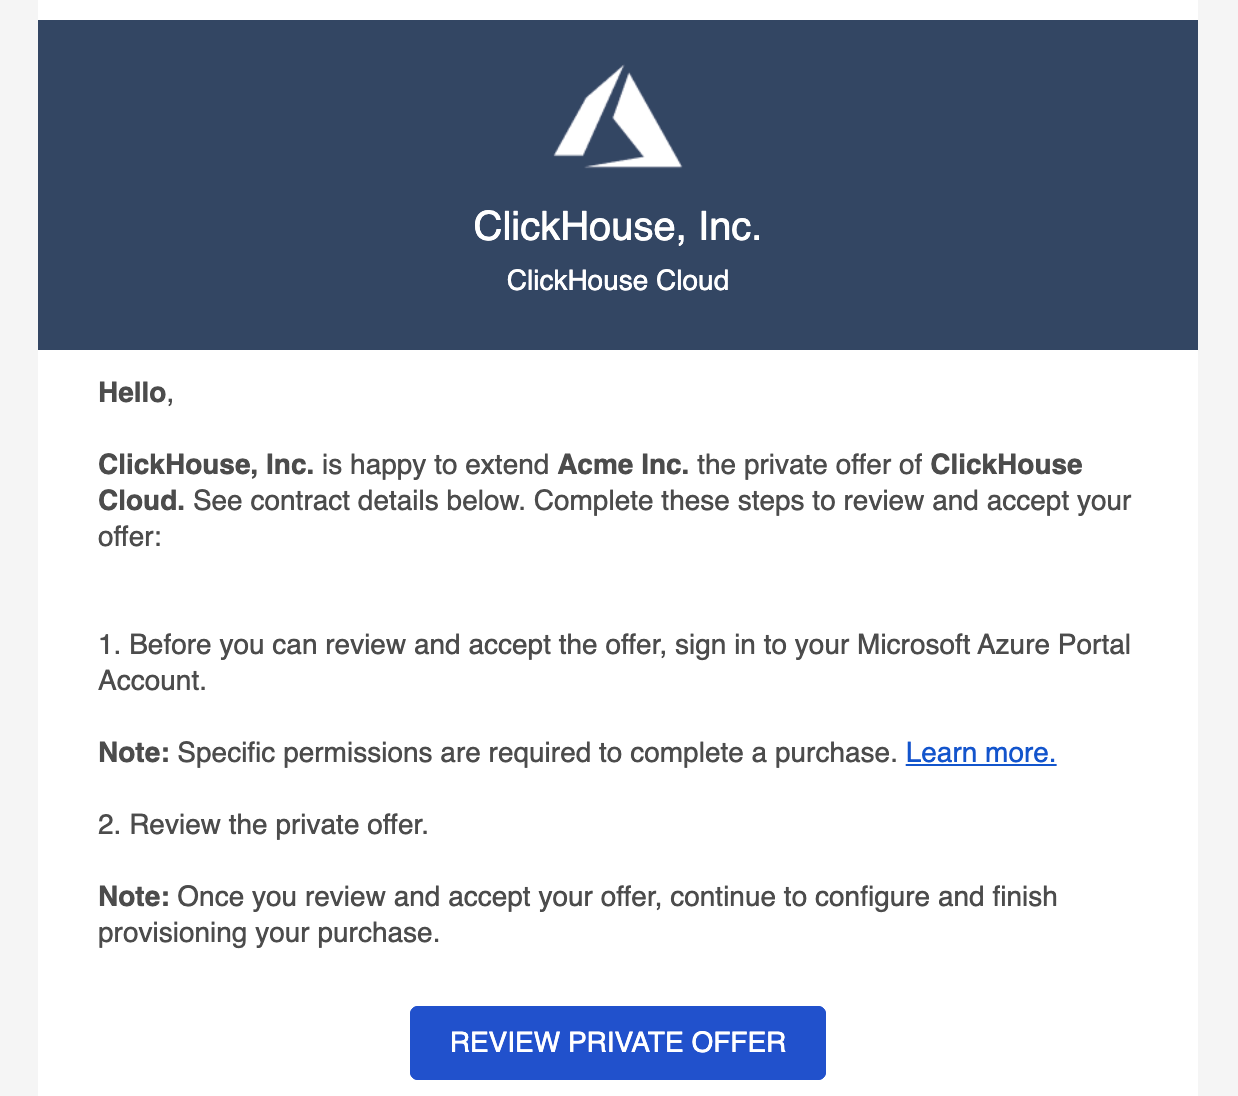 ClickHouse, Inc.
ClickHouse Cloud
Hello,
ClickHouse, Inc. is happy to extend Acme Inc. the private offer of ClickHouse
Cloud. See contract details below. Complete these steps to review and accept your
offer:
1. Before you can review and accept the offer, sign in to your Microsoft Azure Portal
Account.
Note: Specific permissions are required to complete a purchase. Learn more.
2. Review the private offer.
Note: Once you review and accept your offer, continue to configure and finish
provisioning your purchase.
REVIEW PRIVATE OFFER